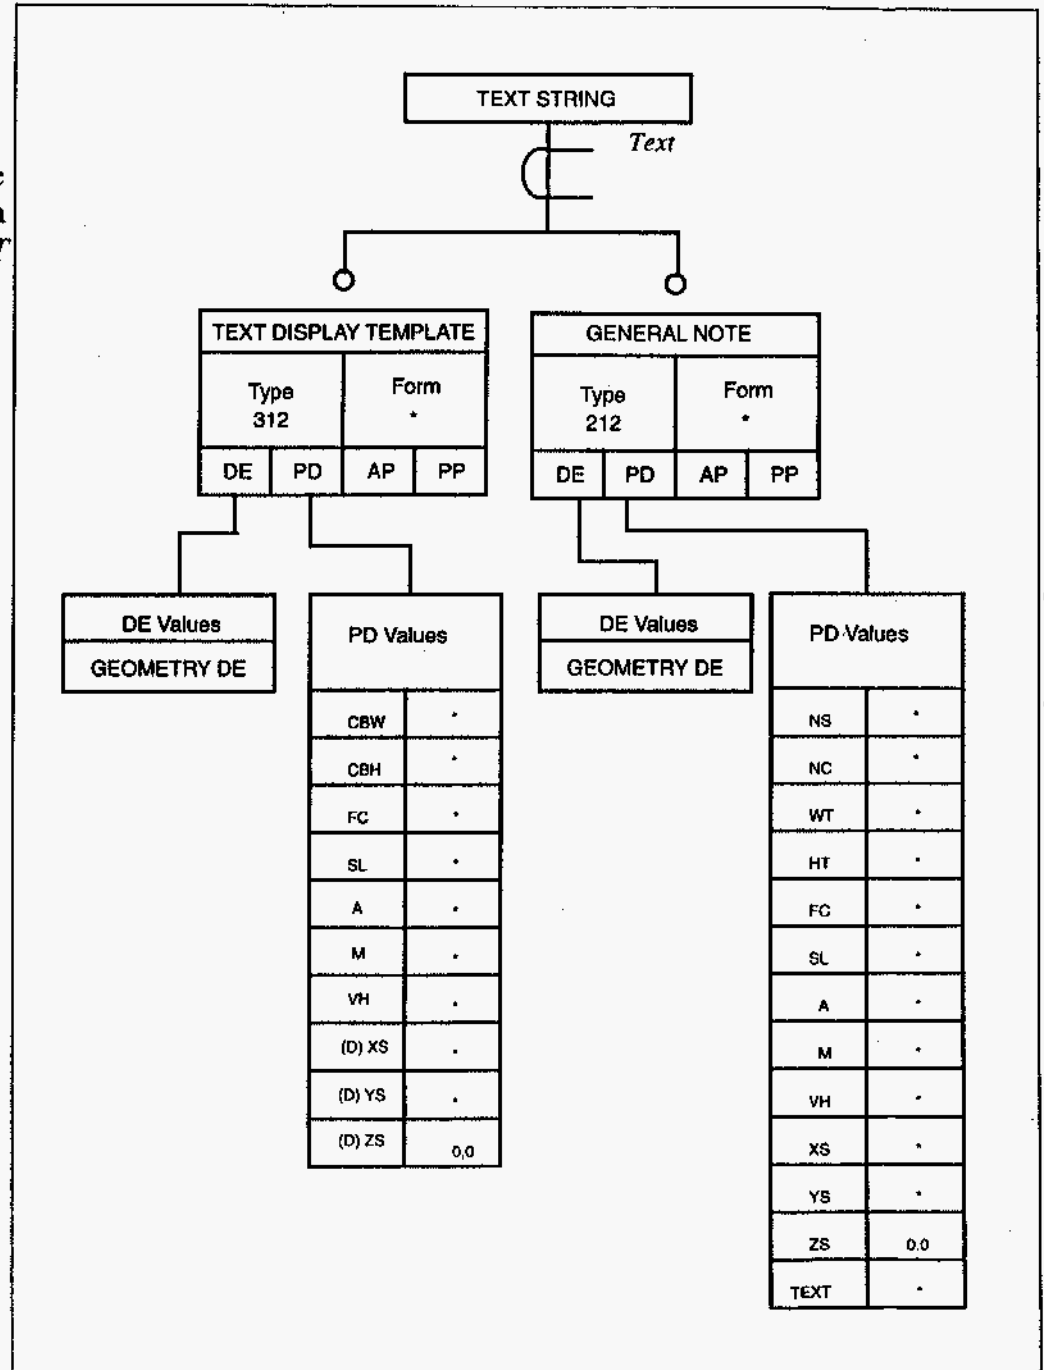 TEXT STRING
Text
TEXT DISPLAY TEMPLATE
Type
312
Form
*
DE PD AP PP
GENERAL NOTE
Type
212
Form
*
DE PD AP PP
DE Values
GEOMETRY DE
PD Values
CBW *
CBH *
FC *
SL *
A *
M *
VH *
(D) XS *
(D) YS *
(D) ZS 0,0
DE Values
GEOMETRY DE
PD Values
NS *
NC *
WT *
HT *
FC *
SL *
A *
M *
VH *
XS *
YS *
ZS 0.0
TEXT *